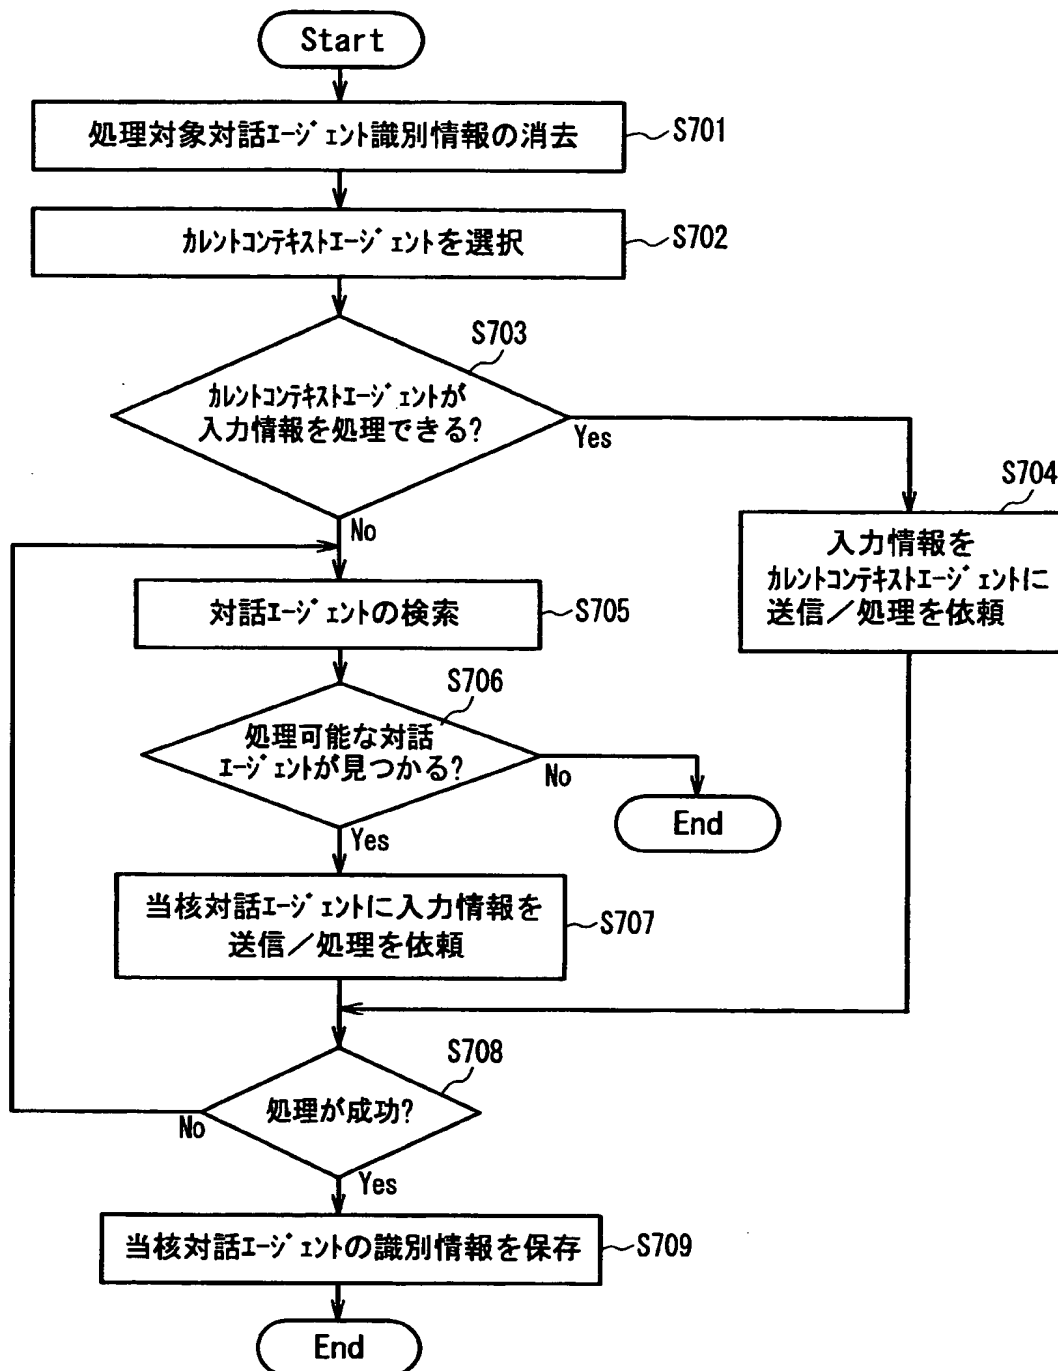 Start
処理対象対話エージェント識別情報の消去
S701
カレントコンテキストエージェントを選択
S702
S703
カレントコンテキストエージェントが
入力情報を処理できる?
Yes
No
S704
入力情報を
カレントコンテキストエージェントに
送信/処理を依頼
対話エージェントの検索
S705
S706
処理可能な対話
エージェントが見つかる?
No
End
Yes
当核対話エージェントに入力情報を
送信/処理を依頼
S707
S708
処理が成功?
No
Yes
当核対話エージェントの識別情報を保存
S709
End